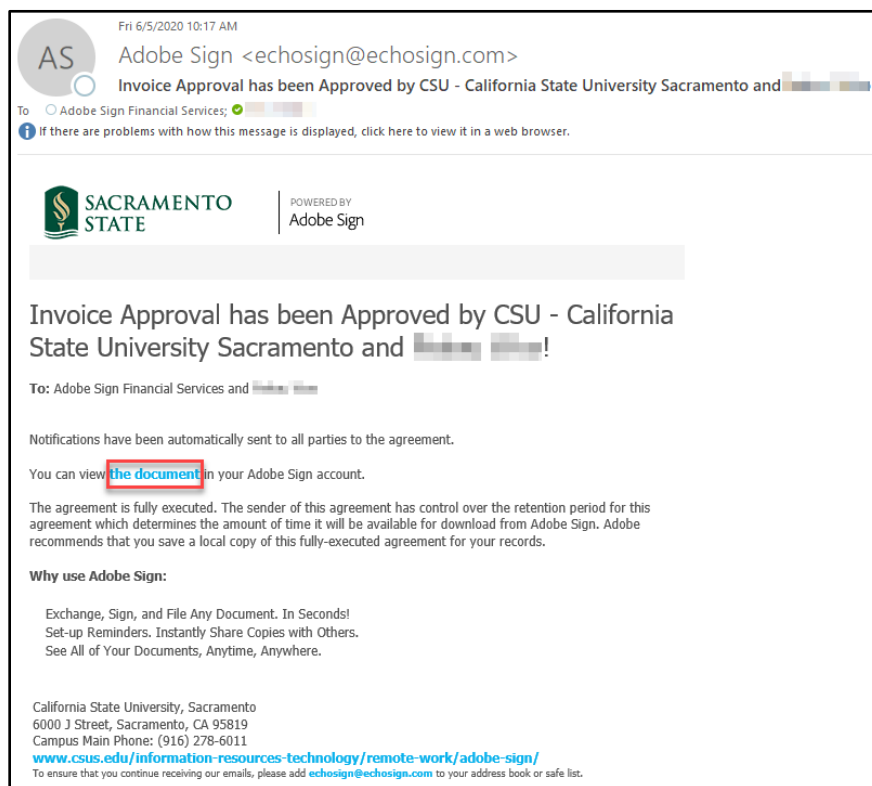 Fri 6/5/2020 10:17 AM
AS
Adobe Sign <echosign@echosign.com>
Invoice Approval has been Approved by CSU - California State University Sacramento and
To Adobe Sign Financial Services;
If there are problems with how this message is displayed, click here to view it in a web browser.
SACRAMENTO
STATE
POWERED BY
Adobe Sign
Invoice Approval has been Approved by CSU - California
State University Sacramento and !
To: Adobe Sign Financial Services and
Notifications have been automatically sent to all parties to the agreement.
You can view the document in your Adobe Sign account.
The agreement is fully executed. The sender of this agreement has control over the retention period for this
agreement which determines the amount of time it will be available for download from Adobe Sign. Adobe
recommends that you save a local copy of this fully-executed agreement for your records.
Why use Adobe Sign:
Exchange, Sign, and File Any Document. In Seconds!
Set-up Reminders. Instantly Share Copies with Others.
See All of Your Documents, Anytime, Anywhere.
California State University, Sacramento
6000 J Street, Sacramento, CA 95819
Campus Main Phone: (916) 278-6011
www.csus.edu/information-resources-technology/remote-work/adobe-sign/
To ensure that you continue receiving our emails, please add echosign@echosign.com to your address book or safe list.